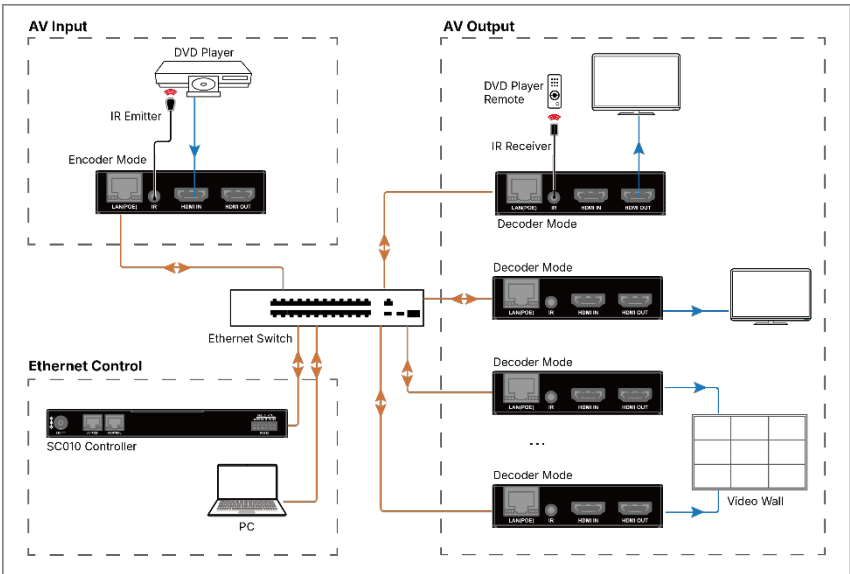 AV Input
DVD Player
IR Emitter
Encoder Mode
LAN(POE) IR HDMI IN HDMI OUT
AV Output
DVD Player
Remote
IR Receiver
LAN(POE) IR HDMI IN HDMI OUT
Decoder Mode
Decoder Mode
LAN(POE) IR HDMI IN HDMI OUT
Ethernet Switch
Decoder Mode
LAN(POE) IR HDMI IN HDMI OUT
...
Decoder Mode
LAN(POE) IR HDMI IN HDMI OUT
Video Wall
Ethernet Control
SC010 Controller
PC